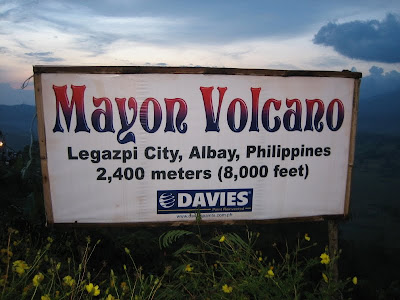 Mayon Volcano
Legazpi City, Albay, Philippines
2,400 meters (8,000 feet)
DAVIES